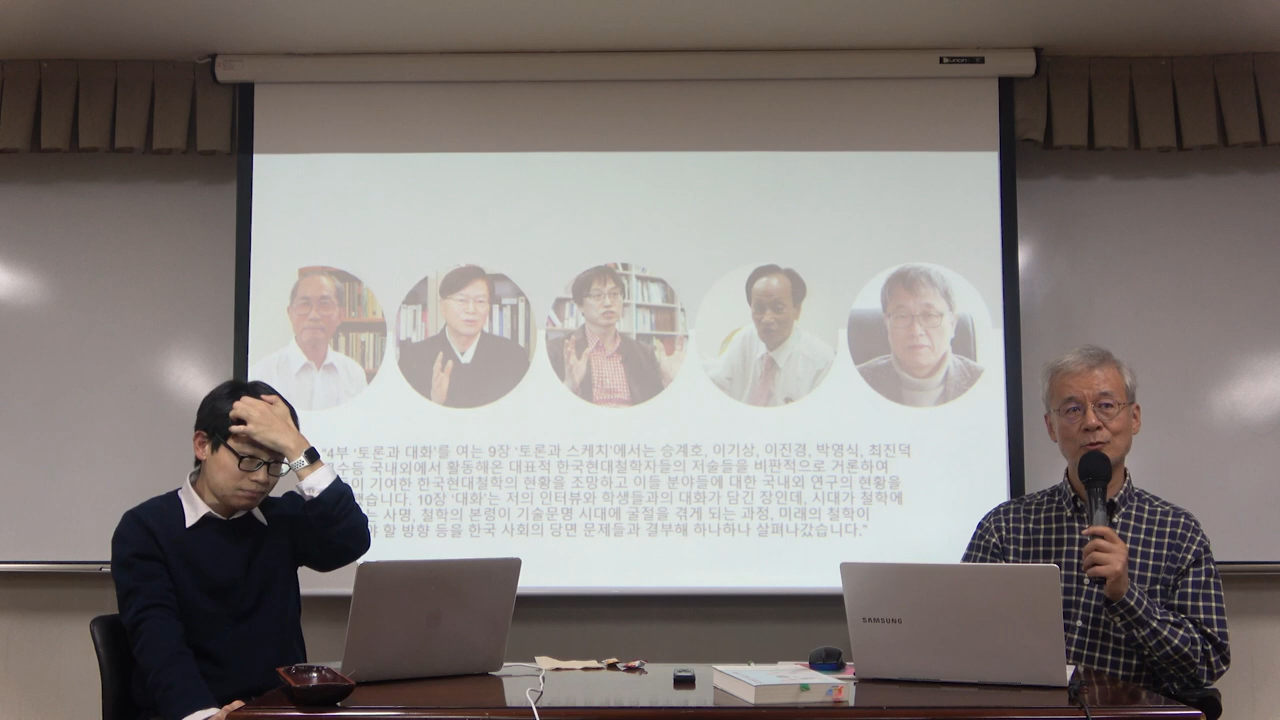 "4부 '토론과 대화'를 여는 9장 '토론과 스케치'에서는 승계호, 이기상, 이진경, 박영식, 최진덕
수등 국내외에서 활동해온 대표적 한국현대철학자들의 저술들을 비판적으로 거론하여
이 기여한 한국현대철학의 현황을 조망하고 이들 분야들에 대한 국내외 연구의 현황을
했습니다. 10장 '대화'는 저의 인터뷰와 학생들과의 대화가 담긴 장인데, 시대가 철학에
는 사명, 철학의 본령이 기술문명 시대에 굴절을 겪게 되는 과정, 미래의 철학이
야 할 방향 등을 한국 사회의 당면 문제들과 결부해 하나하나 살펴나갔습니다."
SAMSUNG